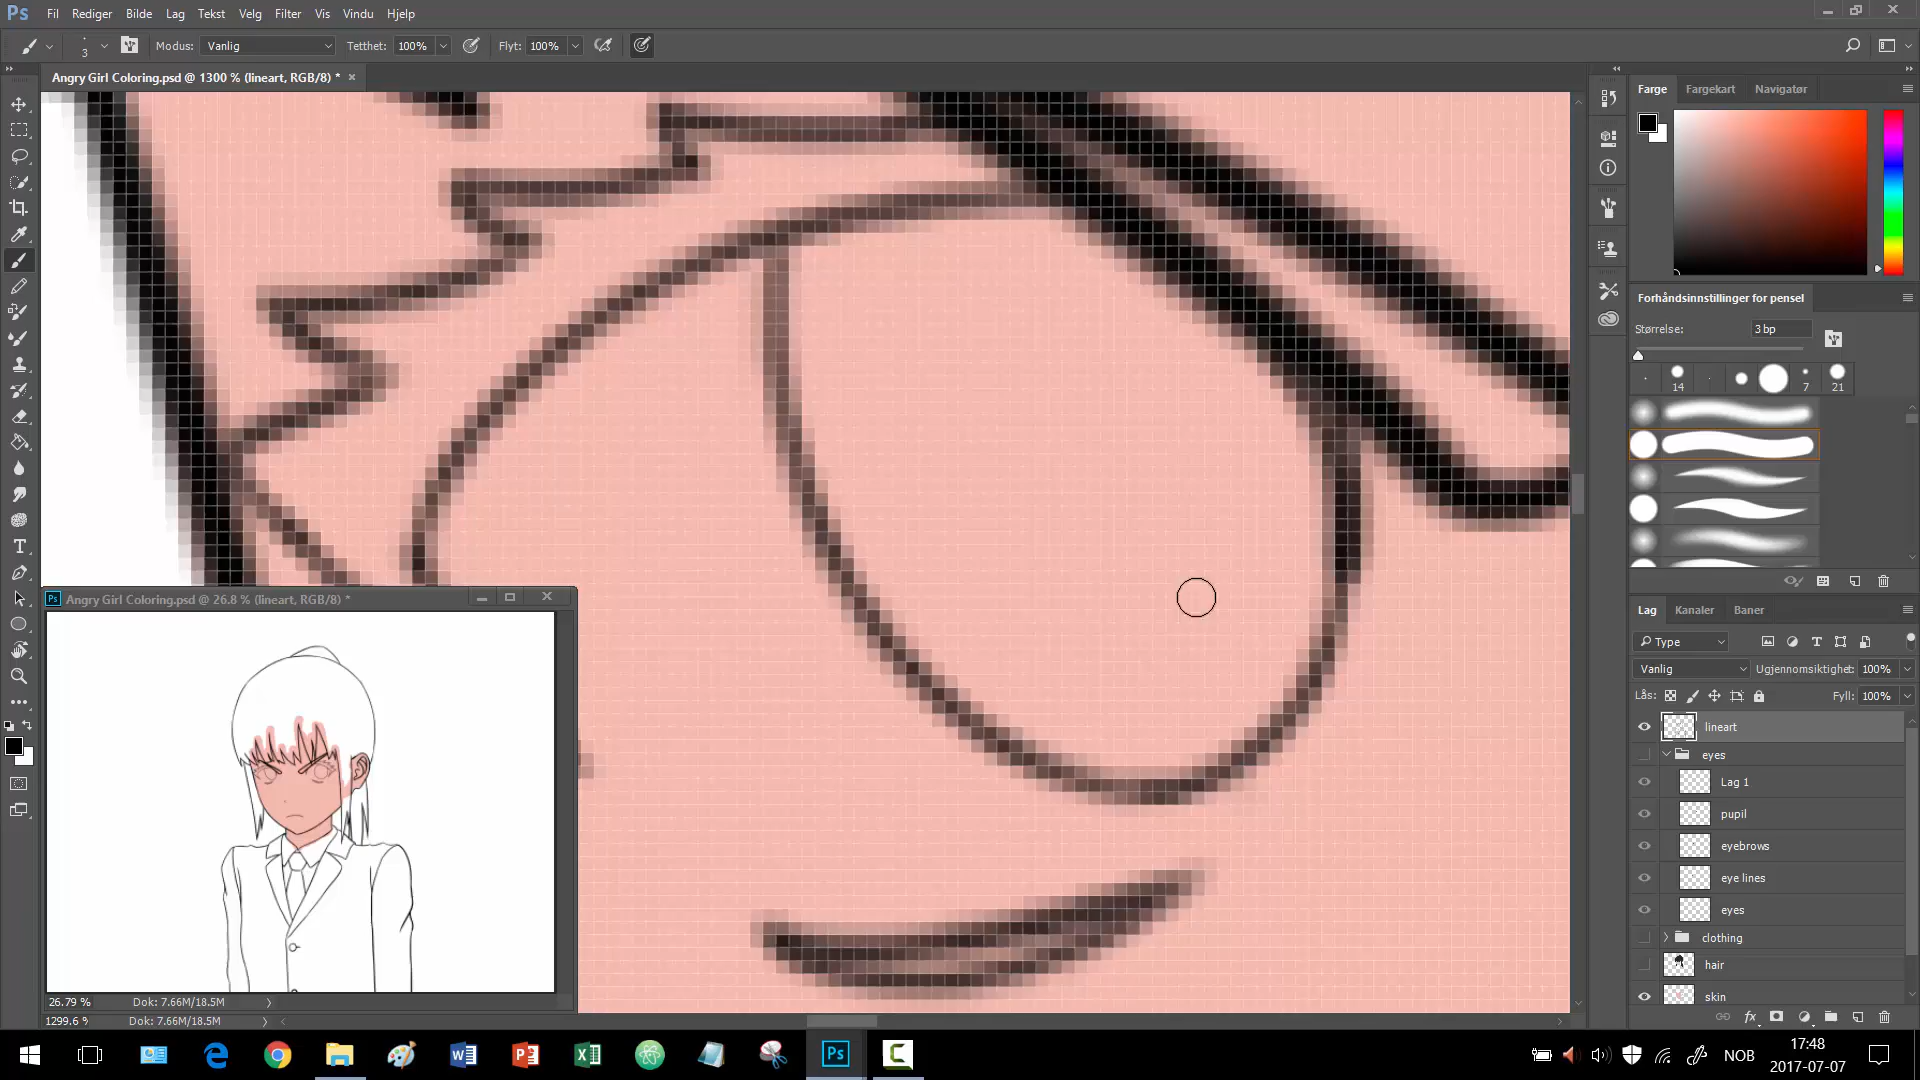 Ps Fil Rediger Bilde Lag Tekst Velg Filter Vis Vindu Hjelp
3 Modus: Vanlig Tetthet: 100% Flyt: 100%
Angry Girl Coloring.psd @ 1300 % (lineart, RGB/8) *
Farge Fargekart Navigatør
Forhåndsinnstillinger for pensel
Størrelse: 3 bp
14 7 21
Lag Kanaler Baner
Type
Vanlig Ugjennomsiktighet: 100%
Lås: Fyll: 100%
lineart
eyes
Lag 1
pupil
eyebrows
eye lines
eyes
clothing
hair
skin
Ps Angry Girl Coloring.psd @ 26.8 % (lineart, RGB/8) *
26.79 % Dok: 7.66M/18.5M
1299.6 % Dok: 7.66M/18.5M
Ps
NOB
17:48
2017-07-07